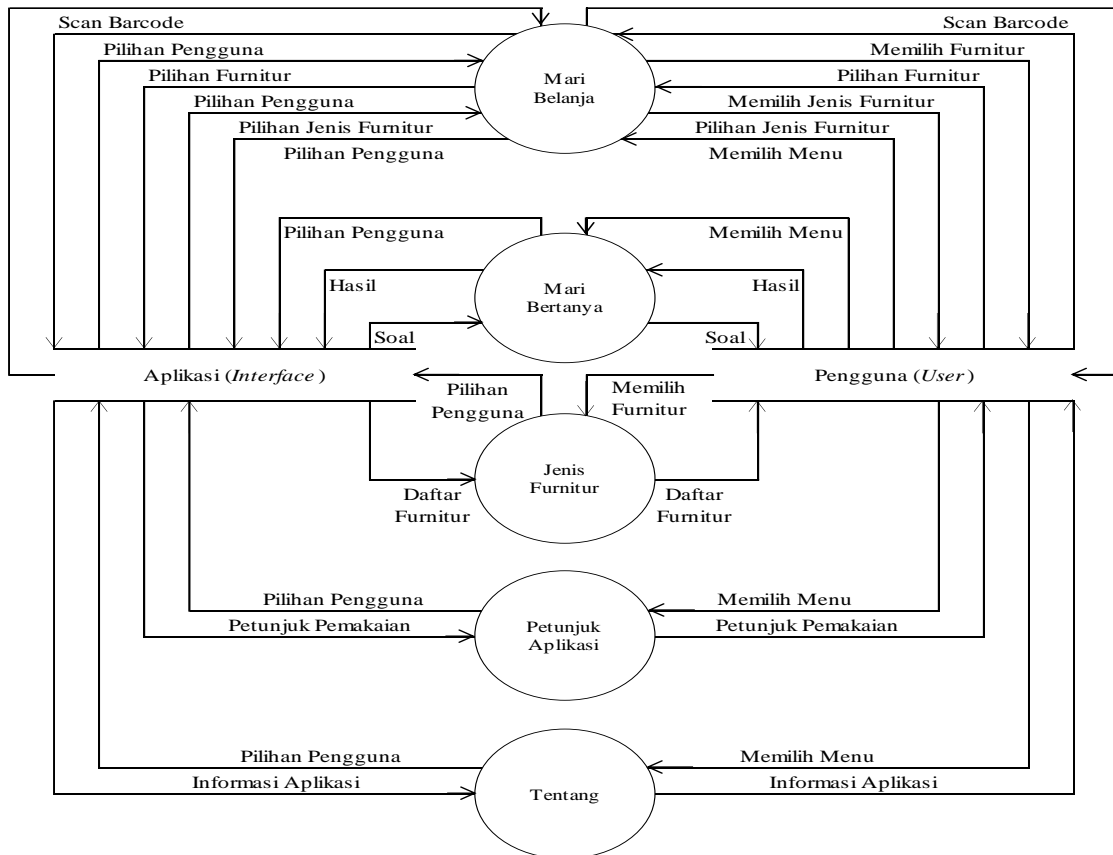 Scan Barcode
Pilihan Pengguna
Pilihan Furnitur
Pilihan Pengguna
Pilihan Jenis Furnitur
Pilihan Pengguna
Mari
Belanja
Scan Barcode
Memilih Furnitur
Pilihan Furnitur
Memilih Jenis Furnitur
Pilihan Jenis Furnitur
Memilih Menu
Pilihan Pengguna
Hasil
Soal
Mari
Bertanya
Memilih Menu
Hasil
Soal
Aplikasi (Interface)
Pengguna (User)
Pilihan
Pengguna
Memilih
Furnitur
Jenis
Furnitur
Daftar
Furnitur
Daftar
Furnitur
Pilihan Pengguna
Petunjuk Pemakaian
Petunjuk
Aplikasi
Memilih Menu
Petunjuk Pemakaian
Pilihan Pengguna
Informasi Aplikasi
Tentang
Memilih Menu
Informasi Aplikasi